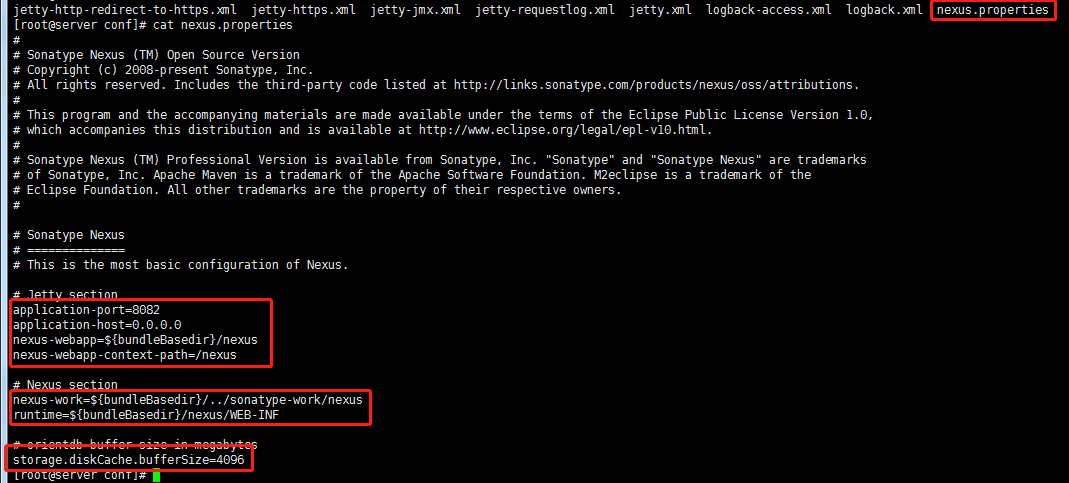 jetty-http-redirect-to-https.xml  jetty-https.xml  jetty-jmx.xml  jetty-requestlog.xml  jetty.xml  logback-access.xml  logback.xml  nexus.properties
[root@server conf]# cat nexus.properties
#
# Sonatype Nexus (TM) Open Source Version
# Copyright (c) 2008-present Sonatype, Inc.
# All rights reserved. Includes the third-party code listed at http://links.sonatype.com/products/nexus/oss/attributions.
#
# This program and the accompanying materials are made available under the terms of the Eclipse Public License Version 1.0,
# which accompanies this distribution and is available at http://www.eclipse.org/legal/epl-v10.html.
#
# Sonatype Nexus (TM) Professional Version is available from Sonatype, Inc. "Sonatype" and "Sonatype Nexus" are trademarks
# of Sonatype, Inc. Apache Maven is a trademark of the Apache Software Foundation. M2eclipse is a trademark of the
# Eclipse Foundation. All other trademarks are the property of their respective owners.
#
# Sonatype Nexus
# ==============
# This is the most basic configuration of Nexus.
# Jetty section
application-port=8082
application-host=0.0.0.0
nexus-webapp=${bundleBasedir}/nexus
nexus-webapp-context-path=/nexus
# Nexus section
nexus-work=${bundleBasedir}/../sonatype-work/nexus
runtime=${bundleBasedir}/nexus/WEB-INF
# orientdb buffer size in megabytes
storage.diskCache.bufferSize=4096
[root@server conf]#